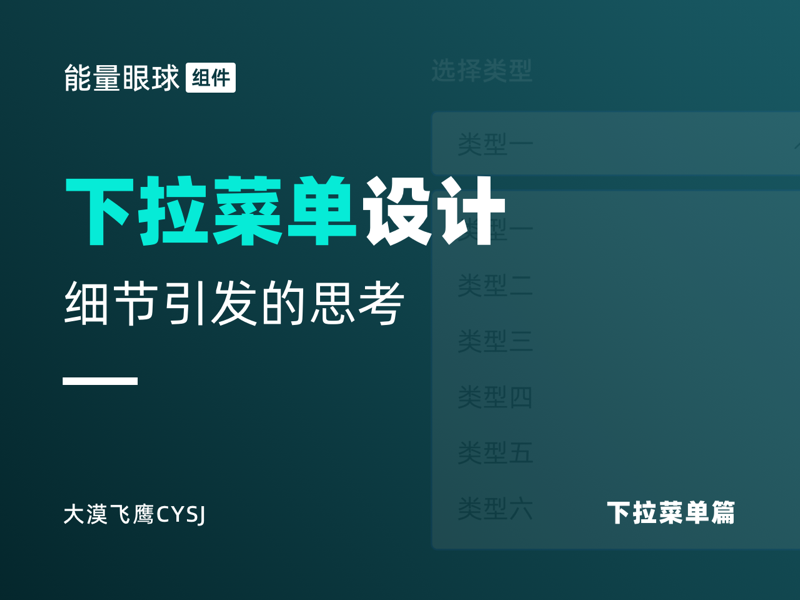 能量眼球 组件
下拉菜单设计
细节引发的思考
大漠飞鹰CYSJ
下拉菜单篇
选择类型
类型一
类型一
类型二
类型三
类型四
类型五
类型六